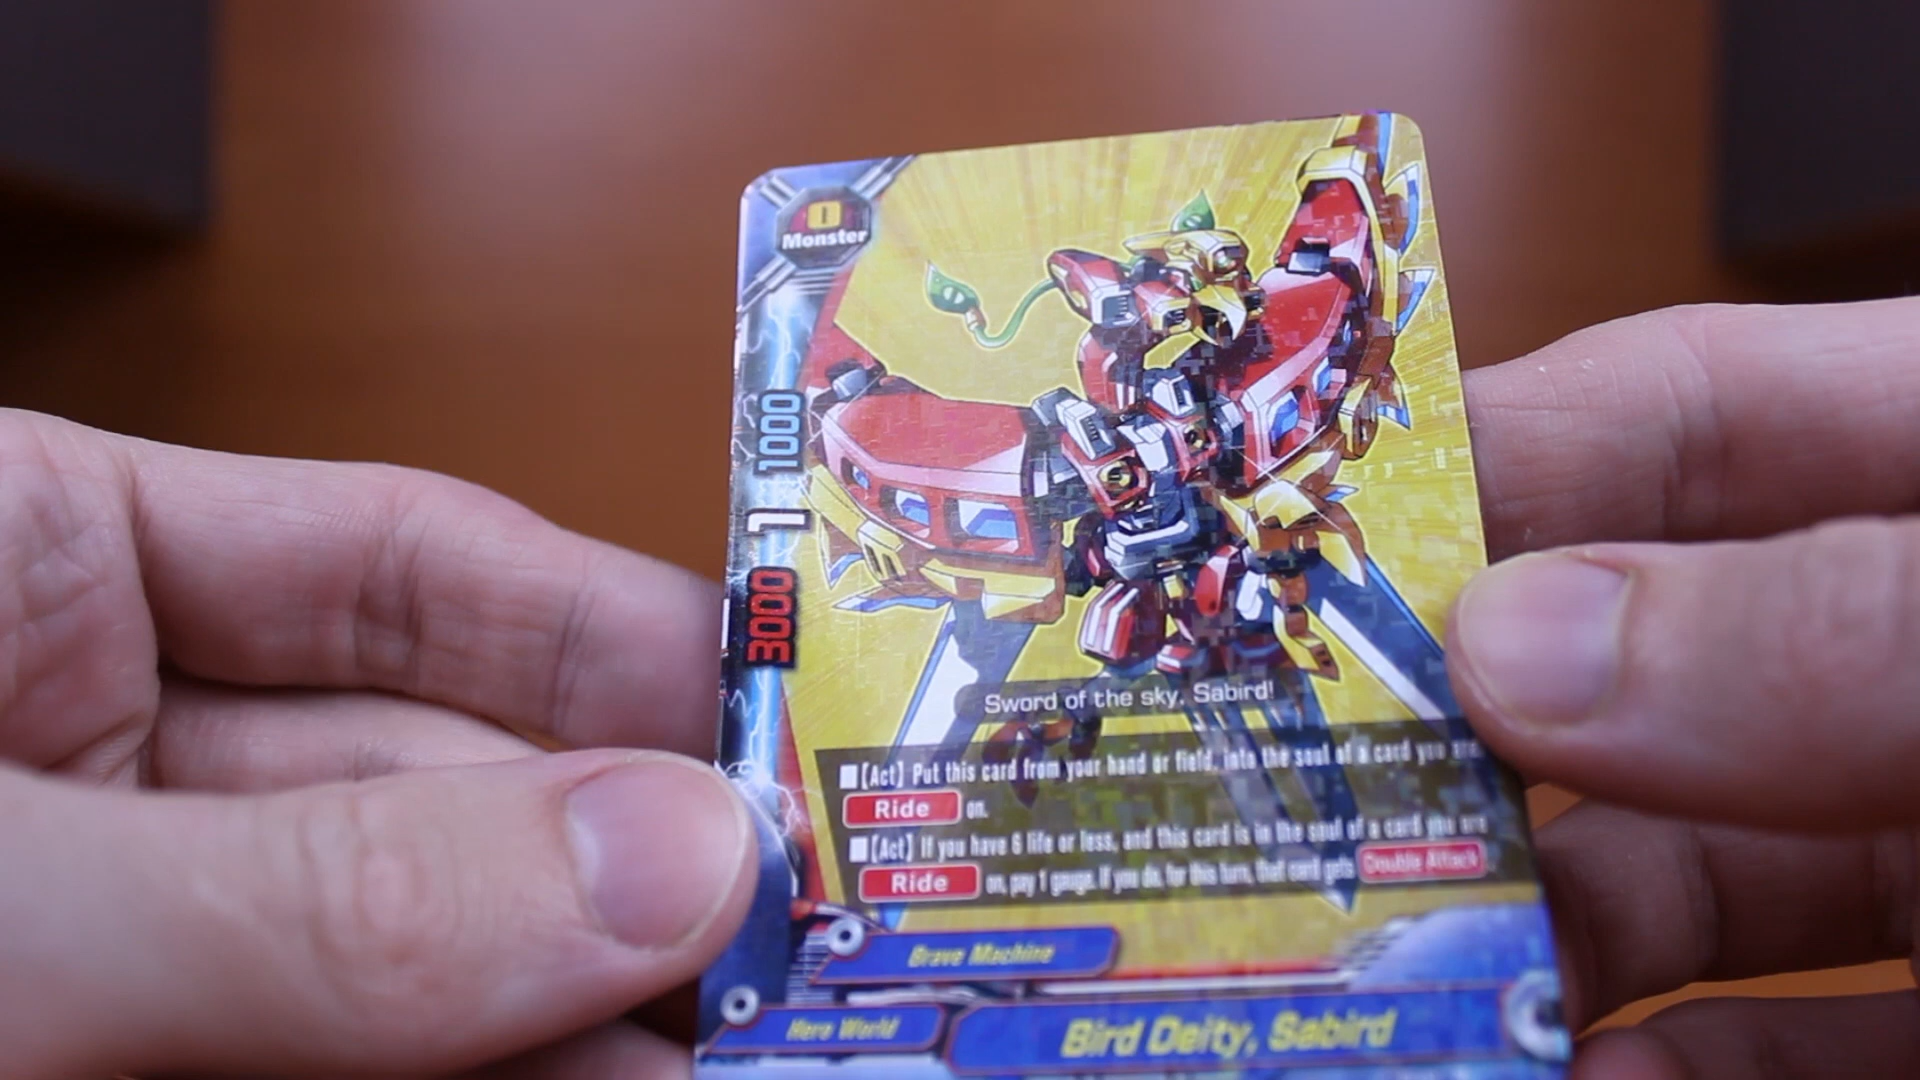 0
Monster
1000
1
3000
Sword of the sky, Sabird!
■【Act】 Put this card from your hand or field, into the soul of a card you are
Ride on.
■【Act】 If you have 6 life or less, and this card is in the soul of a card you are
Ride on, pay 1 gauge. If you do, for this turn, that card gets Double Attack.
Brave Machine
Hero World
Bird Deity, Sabird